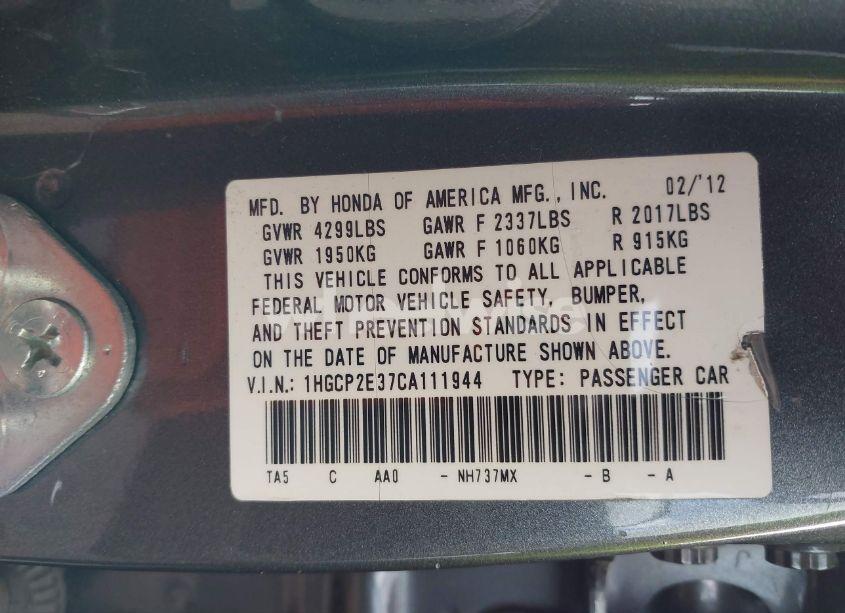 MFD. BY HONDA OF AMERICA MFG., INC. 02/'12
GVWR 4299LBS GAWR F 2337LBS R 2017LBS
GVWR 1950KG GAWR F 1060KG R 915KG
THIS VEHICLE CONFORMS TO ALL APPLICABLE
FEDERAL MOTOR VEHICLE SAFETY, BUMPER,
AND THEFT PREVENTION STANDARDS IN EFFECT
ON THE DATE OF MANUFACTURE SHOWN ABOVE.
V.I.N.: 1HGCP2E37CA111944 TYPE: PASSENGER CAR
TA5 C AA0 - NH737MX - B - A